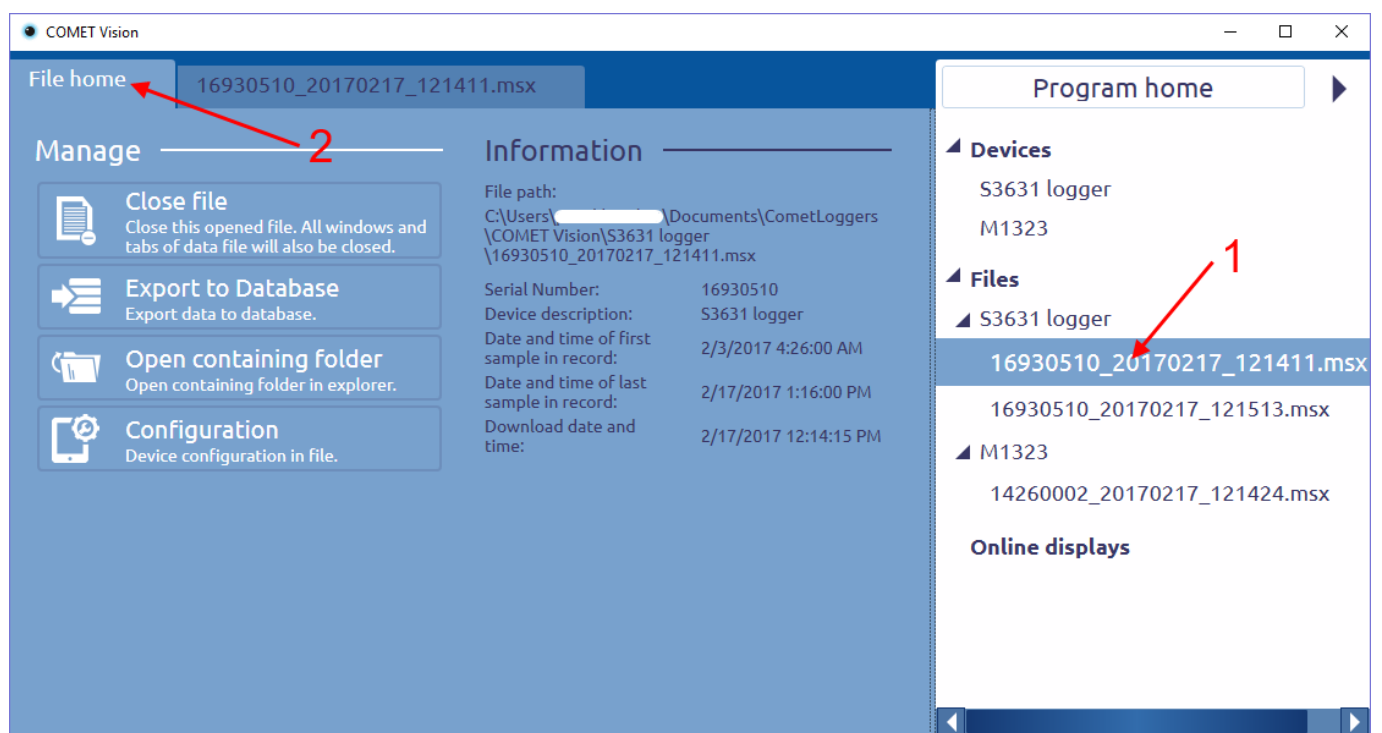 COMET Vision
File home
16930510_20170217_121411.msx
2
Manage
Close file
Close this opened file. All windows and
tabs of data file will also be closed.
Export to Database
Export data to database.
Open containing folder
Open containing folder in explorer.
Configuration
Device configuration in file.
Information
File path:
C:\Users\ \Documents\CometLoggers
\COMET Vision\S3631 logger
\16930510_20170217_121411.msx
Serial Number: 16930510
Device description: S3631 logger
Date and time of first
sample in record: 2/3/2017 4:26:00 AM
Date and time of last
sample in record: 2/17/2017 1:16:00 PM
Download date and
time: 2/17/2017 12:14:15 PM
Program home
Devices
S3631 logger
M1323
1
Files
S3631 logger
16930510_20170217_121411.msx
16930510_20170217_121513.msx
M1323
14260002_20170217_121424.msx
Online displays